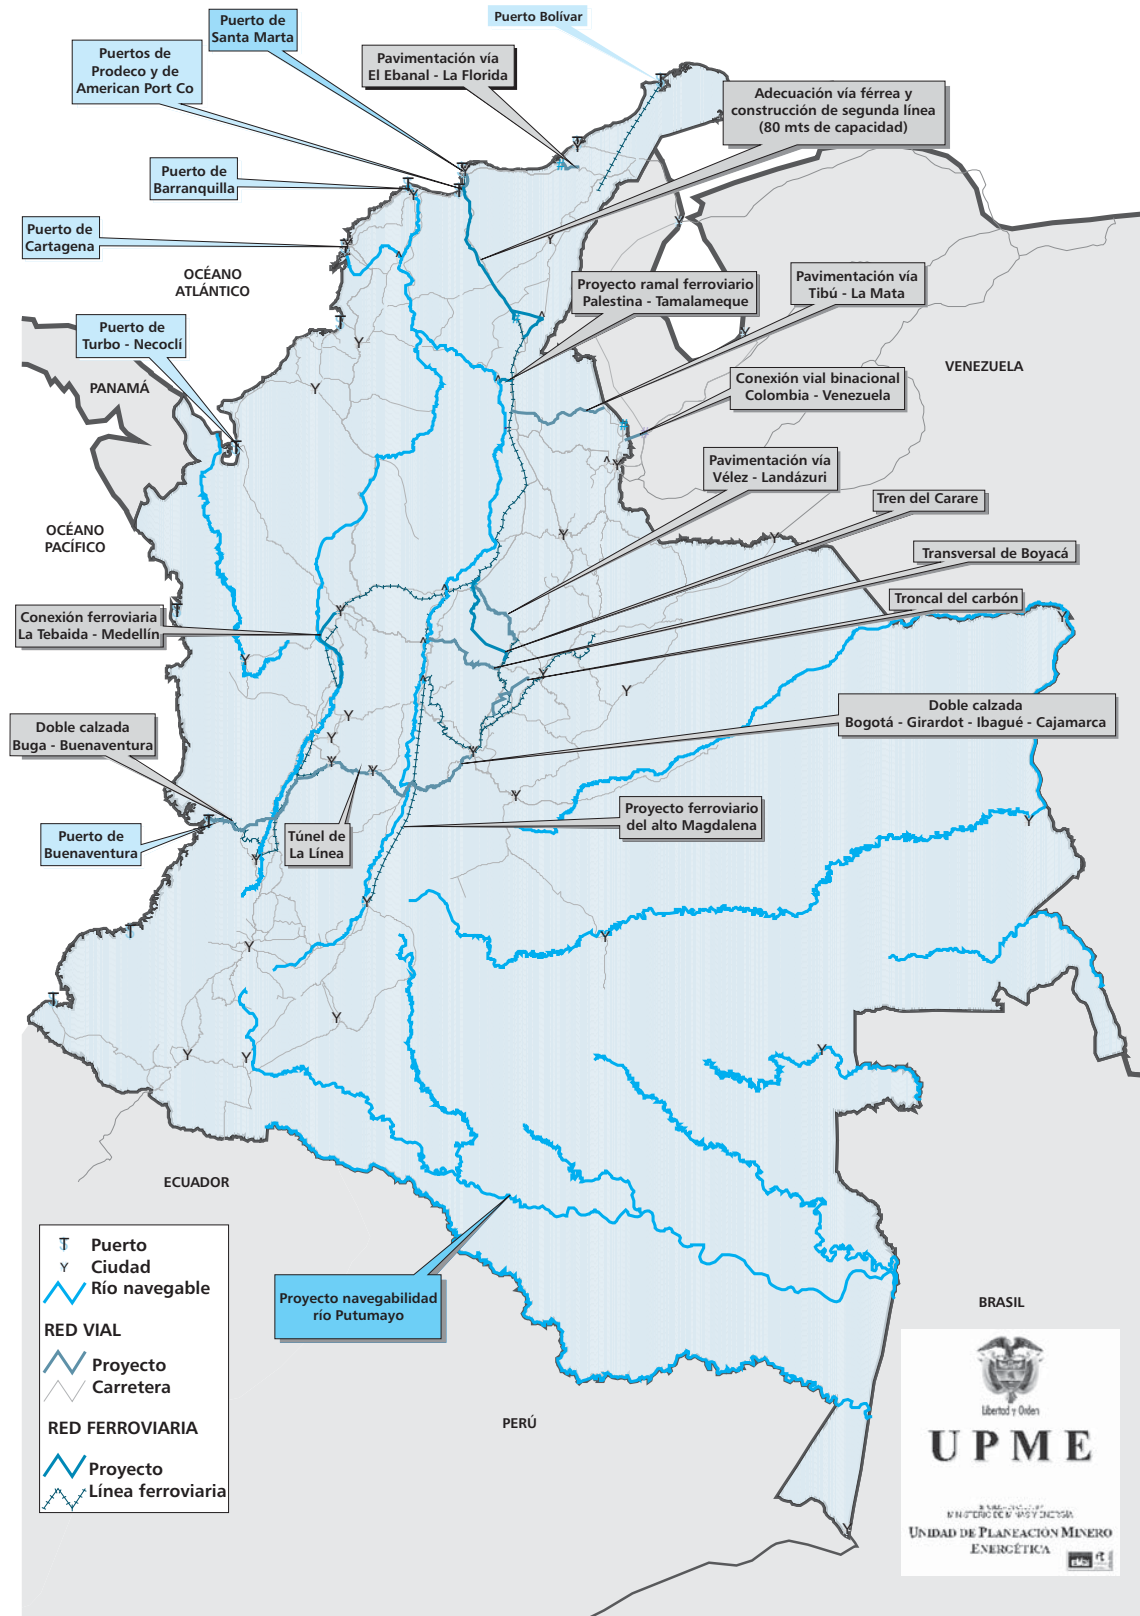 Puerto de
Santa Marta
Puerto Bolívar
Puertos de
Prodeco y de
American Port Co
Pavimentación vía
El Ebanal - La Florida
Adecuación vía férrea y
construcción de segunda línea
(80 mts de capacidad)
Puerto de
Barranquilla
Puerto de
Cartagena
OCÉANO
ATLÁNTICO
Proyecto ramal ferroviario
Palestina - Tamalameque
Pavimentación vía
Tibú - La Mata
Puerto de
Turbo - Necoclí
PANAMÁ
VENEZUELA
Conexión vial binacional
Colombia - Venezuela
Pavimentación vía
Vélez - Landázuri
Tren del Carare
OCÉANO
PACÍFICO
Transversal de Boyacá
Troncal del carbón
Conexión ferroviaria
La Tebaida - Medellín
Doble calzada
Buga - Buenaventura
Doble calzada
Bogotá - Girardot - Ibagué - Cajamarca
Puerto de
Buenaventura
Túnel de
La Línea
Proyecto ferroviario
del alto Magdalena
ECUADOR
Puerto
Ciudad
Río navegable
RED VIAL
Proyecto
Carretera
RED FERROVIARIA
Proyecto
Línea ferroviaria
Proyecto navegabilidad
río Putumayo
BRASIL
PERÚ
Libertad y Orden
UPME
MINISTERIO DE MINAS Y ENERGÍA
UNIDAD DE PLANEACIÓN MINERO
ENERGÉTICA